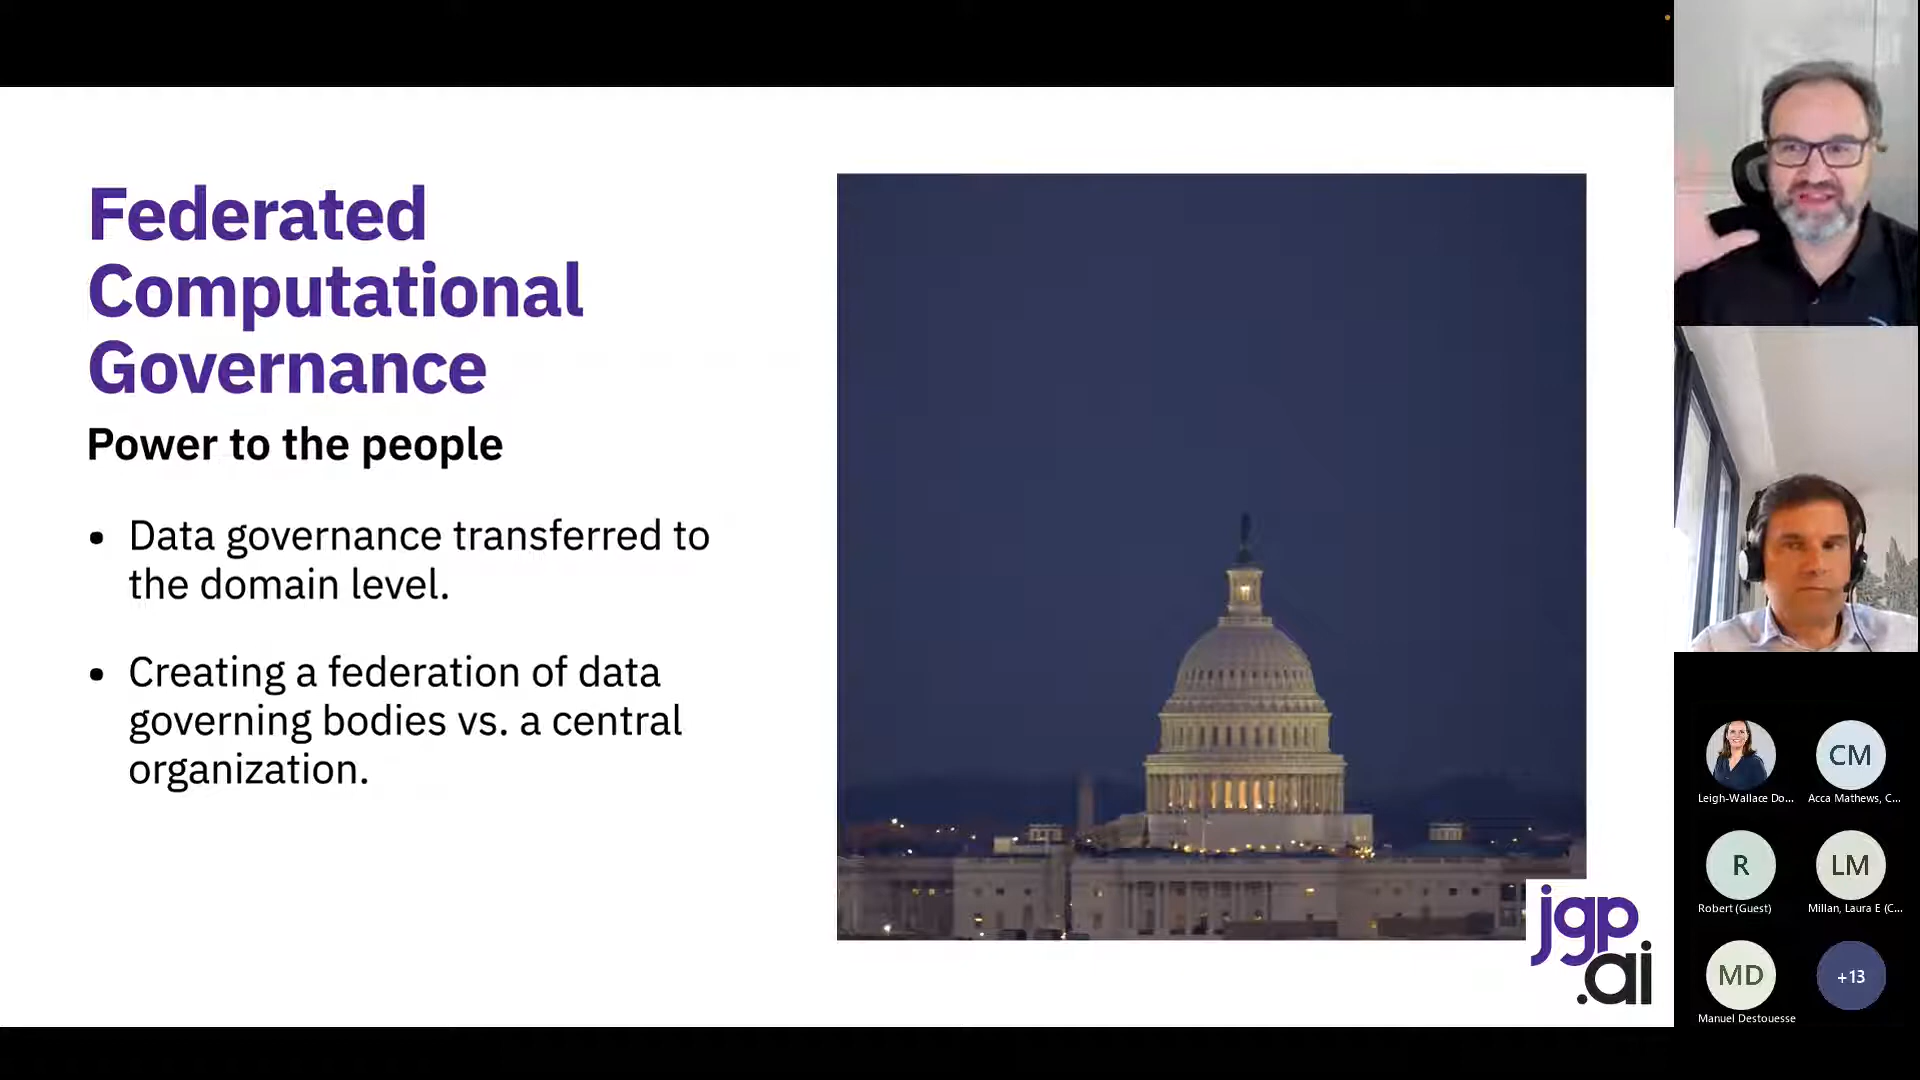 Federated
Computational
Governance
Power to the people
• Data governance transferred to
the domain level.
• Creating a federation of data
governing bodies vs. a central
organization.
jgp
.ai
CM
Leigh-Wallace Do...
Acca Mathews, C...
R
LM
Robert (Guest)
Millan, Laura E (C...
MD
+13
Manuel Destouesse